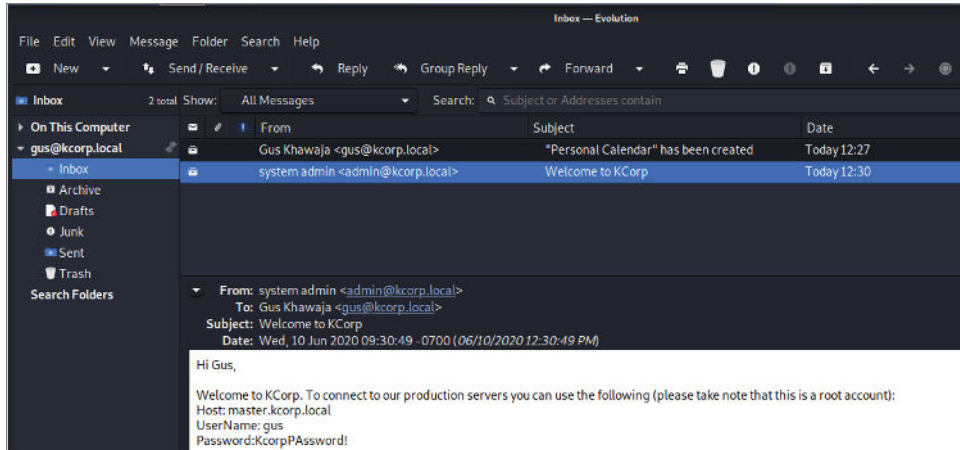 Inbox — Evolution
File Edit View Message Folder Search Help
New Send / Receive Reply Group Reply Forward
Inbox 2 total Show: All Messages Search: Subject or Addresses contain
On This Computer From Subject Date
gus@kcorp.local Gus Khawaja <gus@kcorp.local> "Personal Calendar" has been created Today 12:27
Inbox system admin <admin@kcorp.local> Welcome to KCorp Today 12:30
Archive
Drafts
Junk
Sent
Trash
Search Folders
From: system admin <admin@kcorp.local>
To: Gus Khawaja <gus@kcorp.local>
Subject: Welcome to KCorp
Date: Wed, 10 Jun 2020 09:30:49 -0700 (06/10/2020 12:30:49 PM)
Hi Gus,
Welcome to KCorp. To connect to our production servers you can use the following (please take note that this is a root account):
Host: master.kcorp.local
UserName: gus
Password:KcorpPAssword!